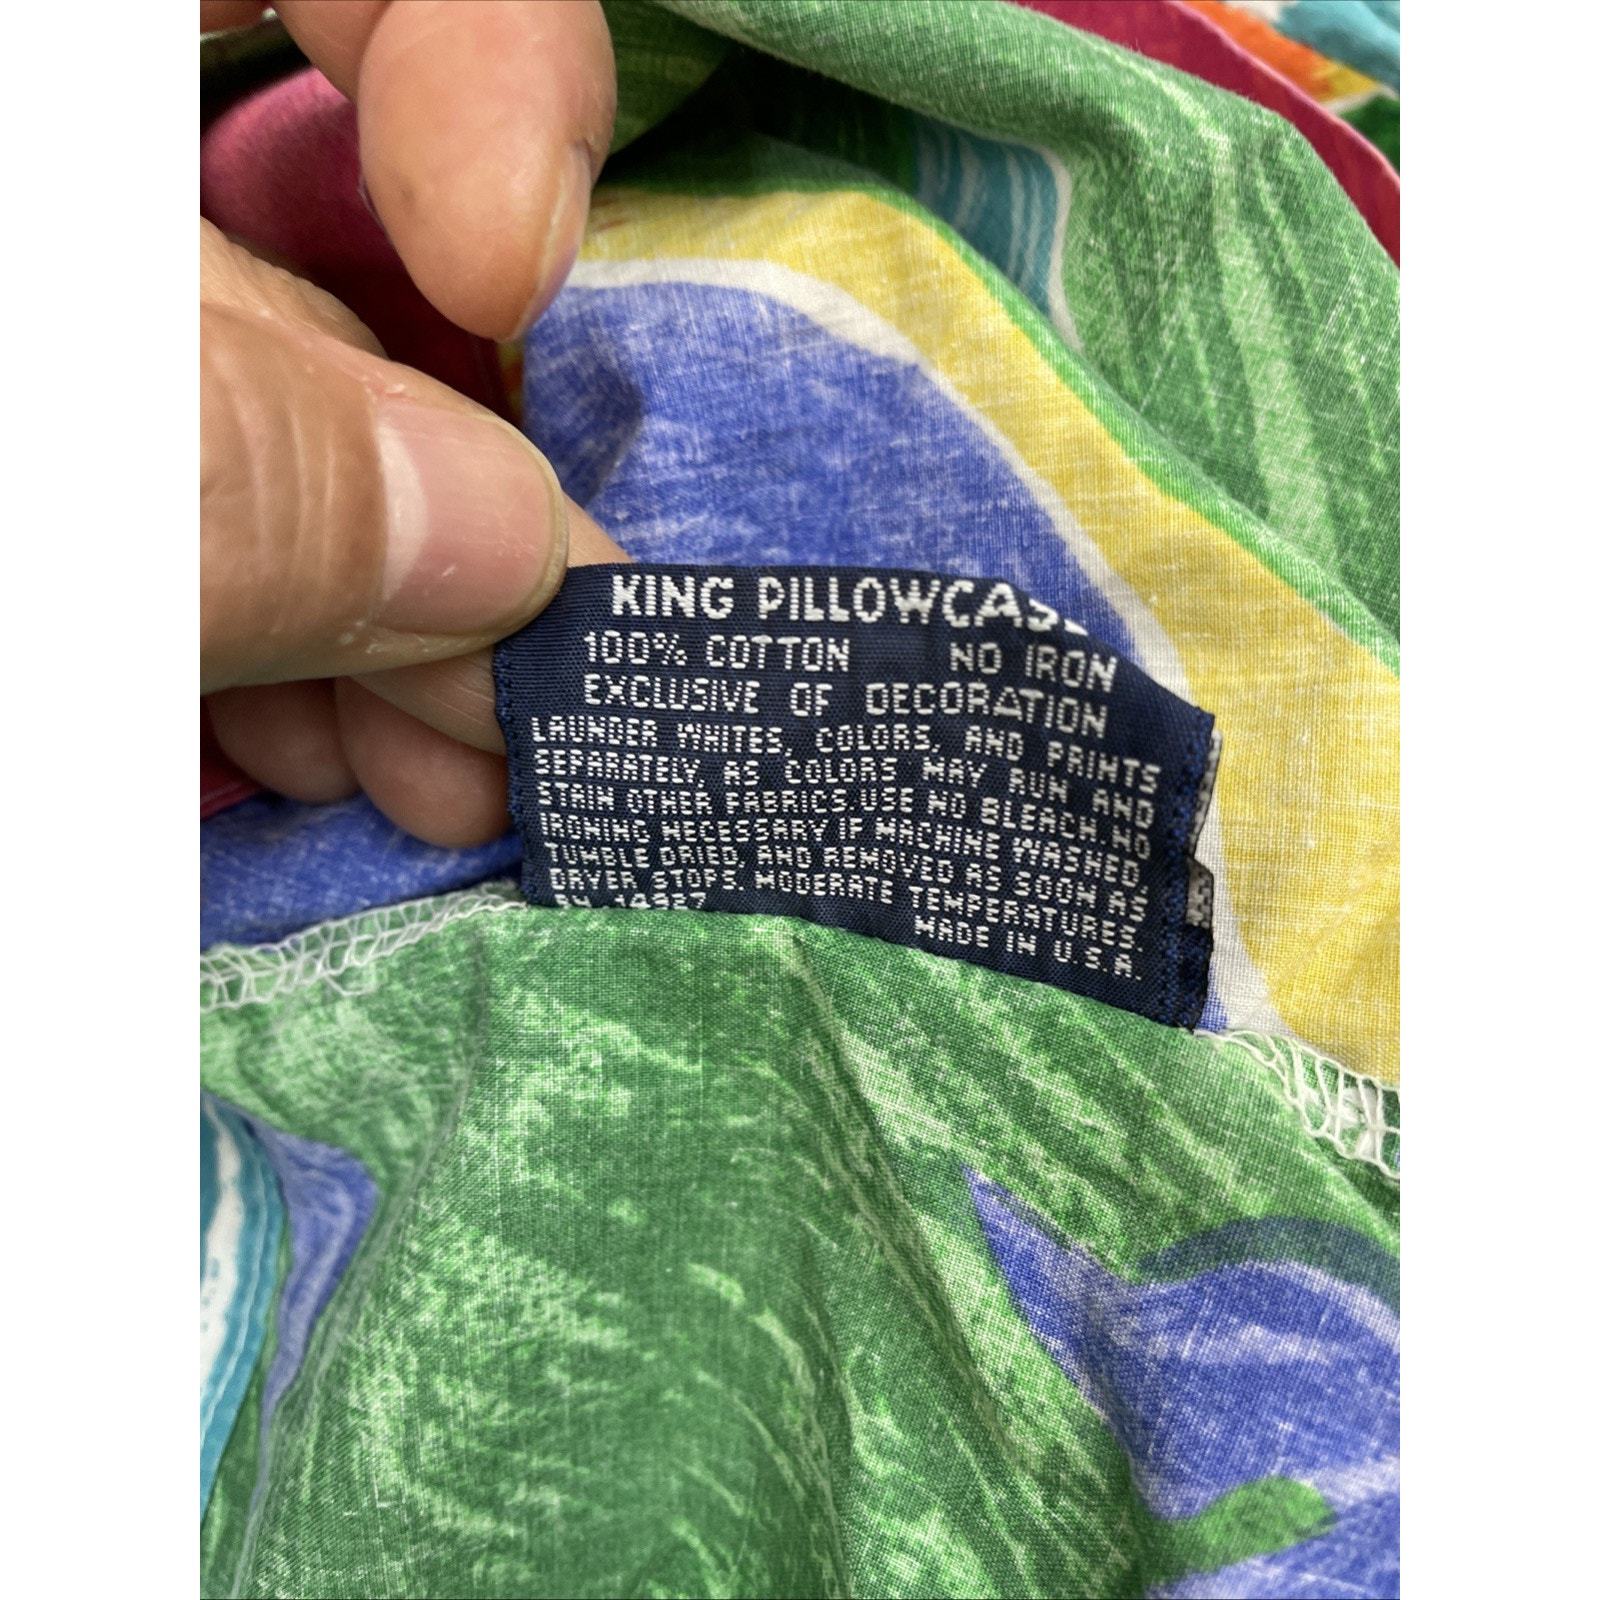 KING PILLOWCASE
100% COTTON NO IRON
EXCLUSIVE OF DECORATION
LAUNDER WHITES, COLORS, AND PRINTS
SEPARATELY, AS COLORS MAY RUN AND
STAIN OTHER FABRICS. USE NO BLEACH. NO
IRONING NECESSARY IF MACHINE WASHED,
TUMBLE DRIED, AND REMOVED AS SOON AS
DRYER STOPS. MODERATE TEMPERATURES.
MADE IN U.S.A.